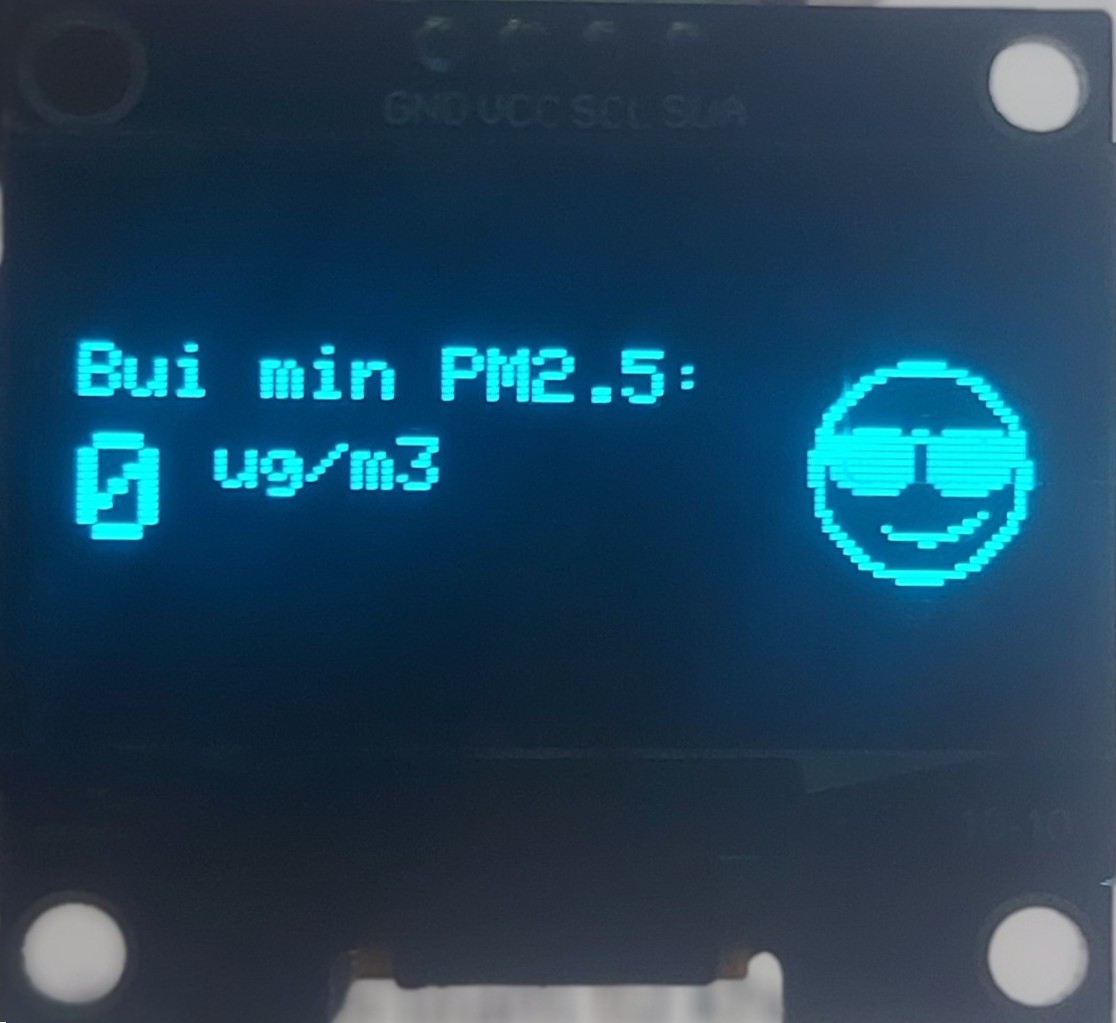 GND VCC SCL SDA
Bui min PM2.5:
0 ug/m3